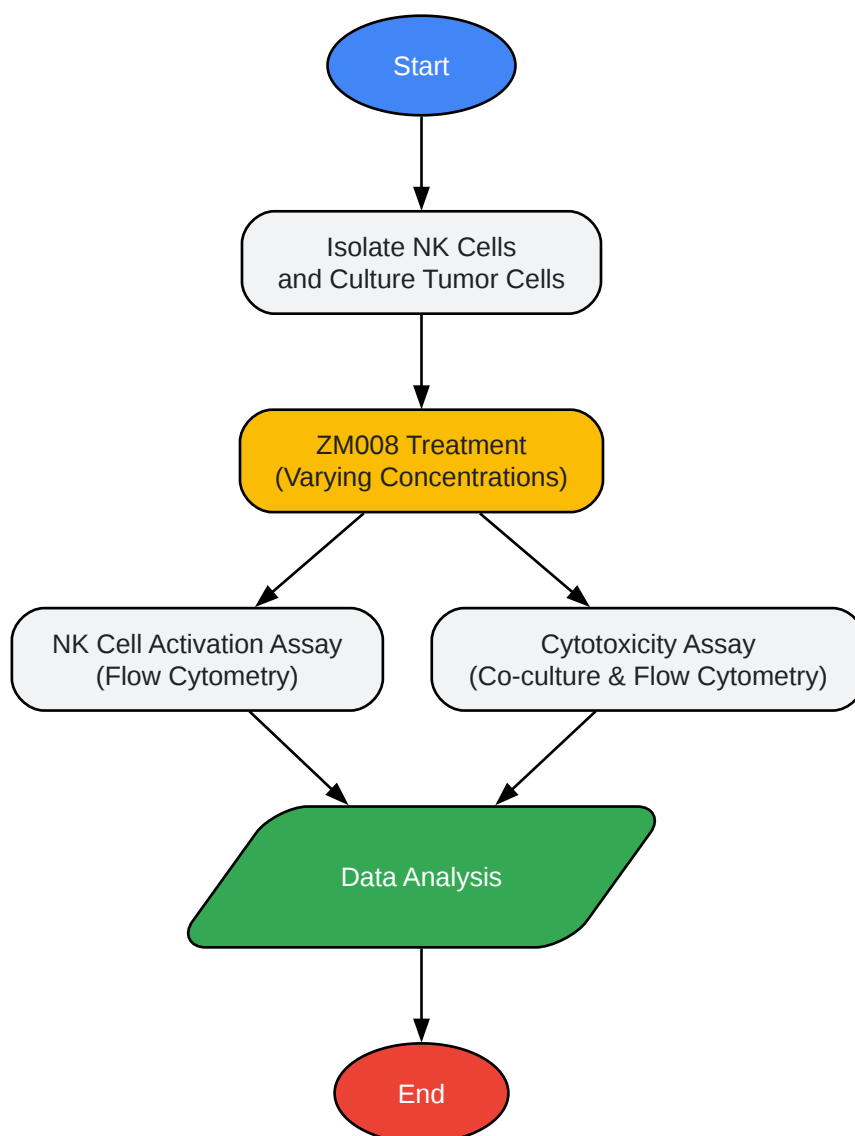 Start
Isolate NK Cells
and Culture Tumor Cells
ZM008 Treatment
(Varying Concentrations)
NK Cell Activation Assay
(Flow Cytometry)
Cytotoxicity Assay
(Co-culture & Flow Cytometry)
Data Analysis
End